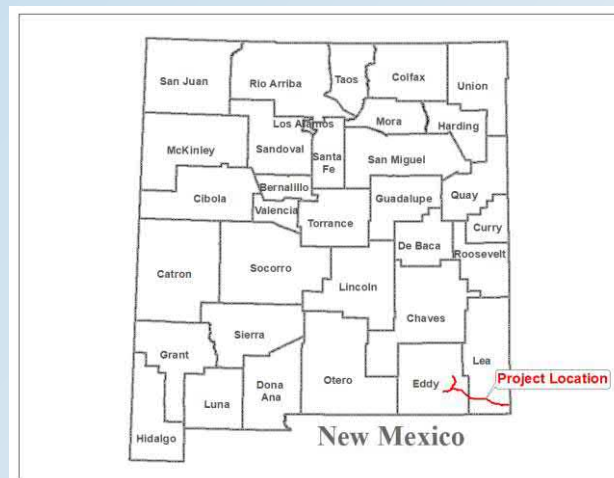 San Juan
Rio Arriba
Taos
Colfax
Union
Los Alamos
Mora
Harding
McKinley
Sandoval
Santa
Fe
San Miguel
Bernalillo
Cibola
Valencia
Guadalupe
Quay
Torrance
Curry
De Baca
Roosevelt
Catron
Socorro
Lincoln
Chaves
Sierra
Grant
Lea
Project Location
Luna
Dona
Ana
Otero
Eddy
Hidalgo
New Mexico